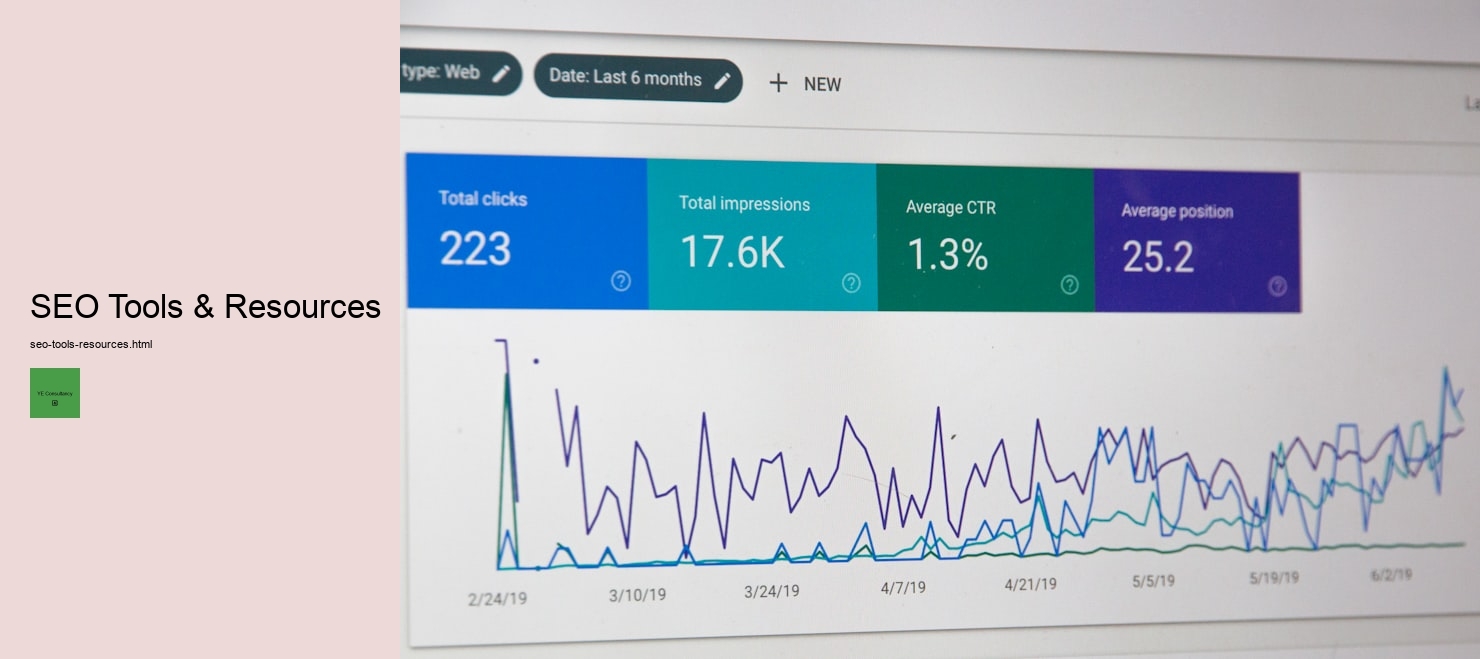 SEO Tools & Resources
seo-tools-resources.html
YE Consultancy
type: Web
Date: Last 6 months
+ NEW
Total clicks
223
Total impressions
17.6K
Average CTR
1.3%
Average position
25.2
2/24/19
3/10/19
3/24/19
4/7/19
4/21/19
5/5/19
5/19/19
6/2/19